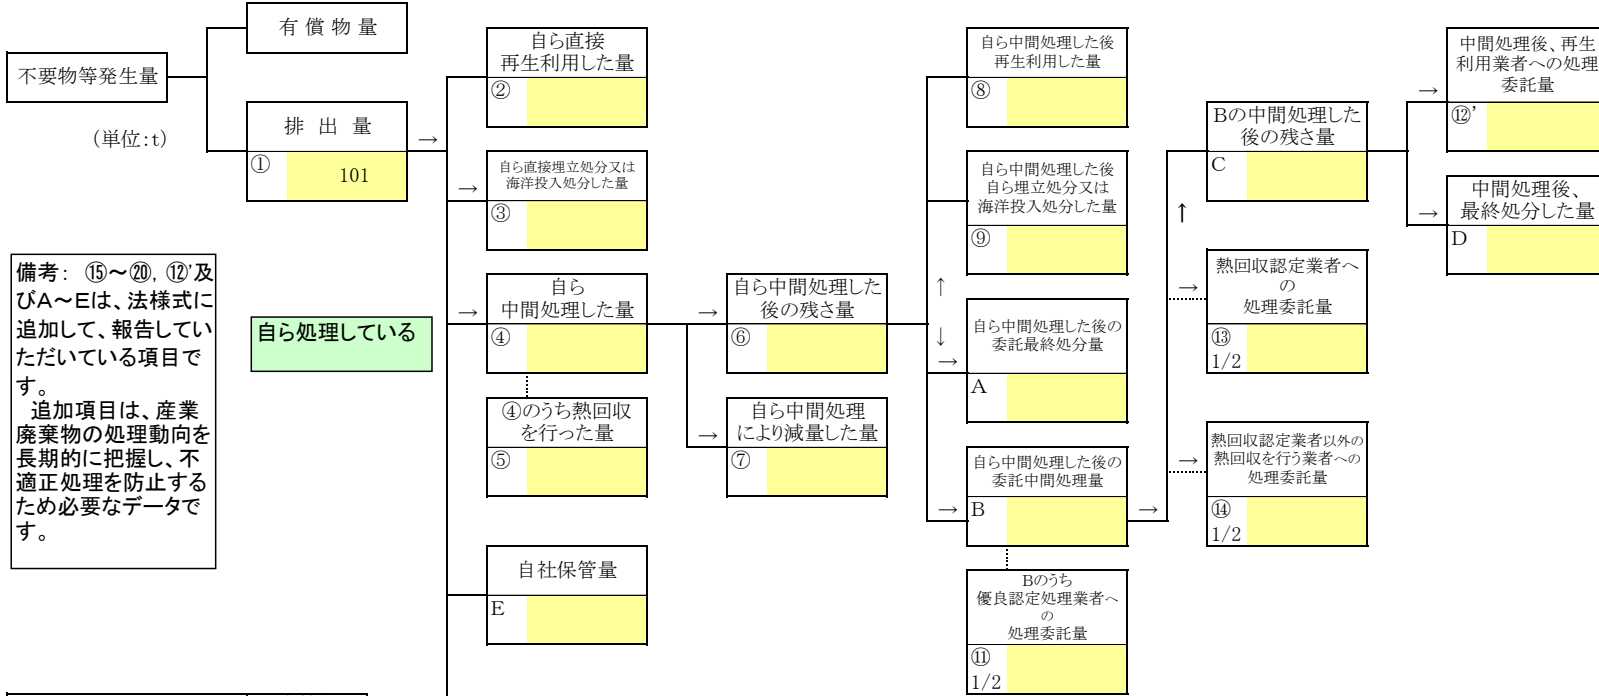 不要物等発生量
(単位:t)
有 償 物 量
排 出 量
①
101
→
備考: ⑮～⑳, ⑫'及
びA～Eは、法様式に
追加して、報告してい
ただいている項目で
す。
追加項目は、産業
廃棄物の処理動向を
長期的に把握し、不
適正処理を防止する
ため必要なデータで
す。
自ら処理している
自ら直接
再生利用した量
②
→
自ら直接埋立処分又は
海洋投入処分した量
③
→
自ら
中間処理した量
④
④のうち熱回収
を行った量
⑤
自社保管量
E
→
自ら中間処理した
後の残さ量
⑥
→
自ら中間処理
により減量した量
⑦
自ら中間処理した後
再生利用した量
⑧
自ら中間処理した後
自ら埋立処分又は
海洋投入処分した量
⑨
↑
↓
→
自ら中間処理した後の
委託最終処分量
A
自ら中間処理した後の
委託中間処理量
→
B
→
Bのうち
優良認定処理業者へ
の
処理委託量
⑪
1/2
Bの中間処理した
後の残さ量
C
↑
熱回収認定業者へ
の
処理委託量
→
⑬
1/2
熱回収認定業者以外の
熱回収を行う業者への
処理委託量
→
⑭
1/2
中間処理後、再生
利用業者への処理
委託量
→
⑫'
中間処理後、
最終処分した量
→
D